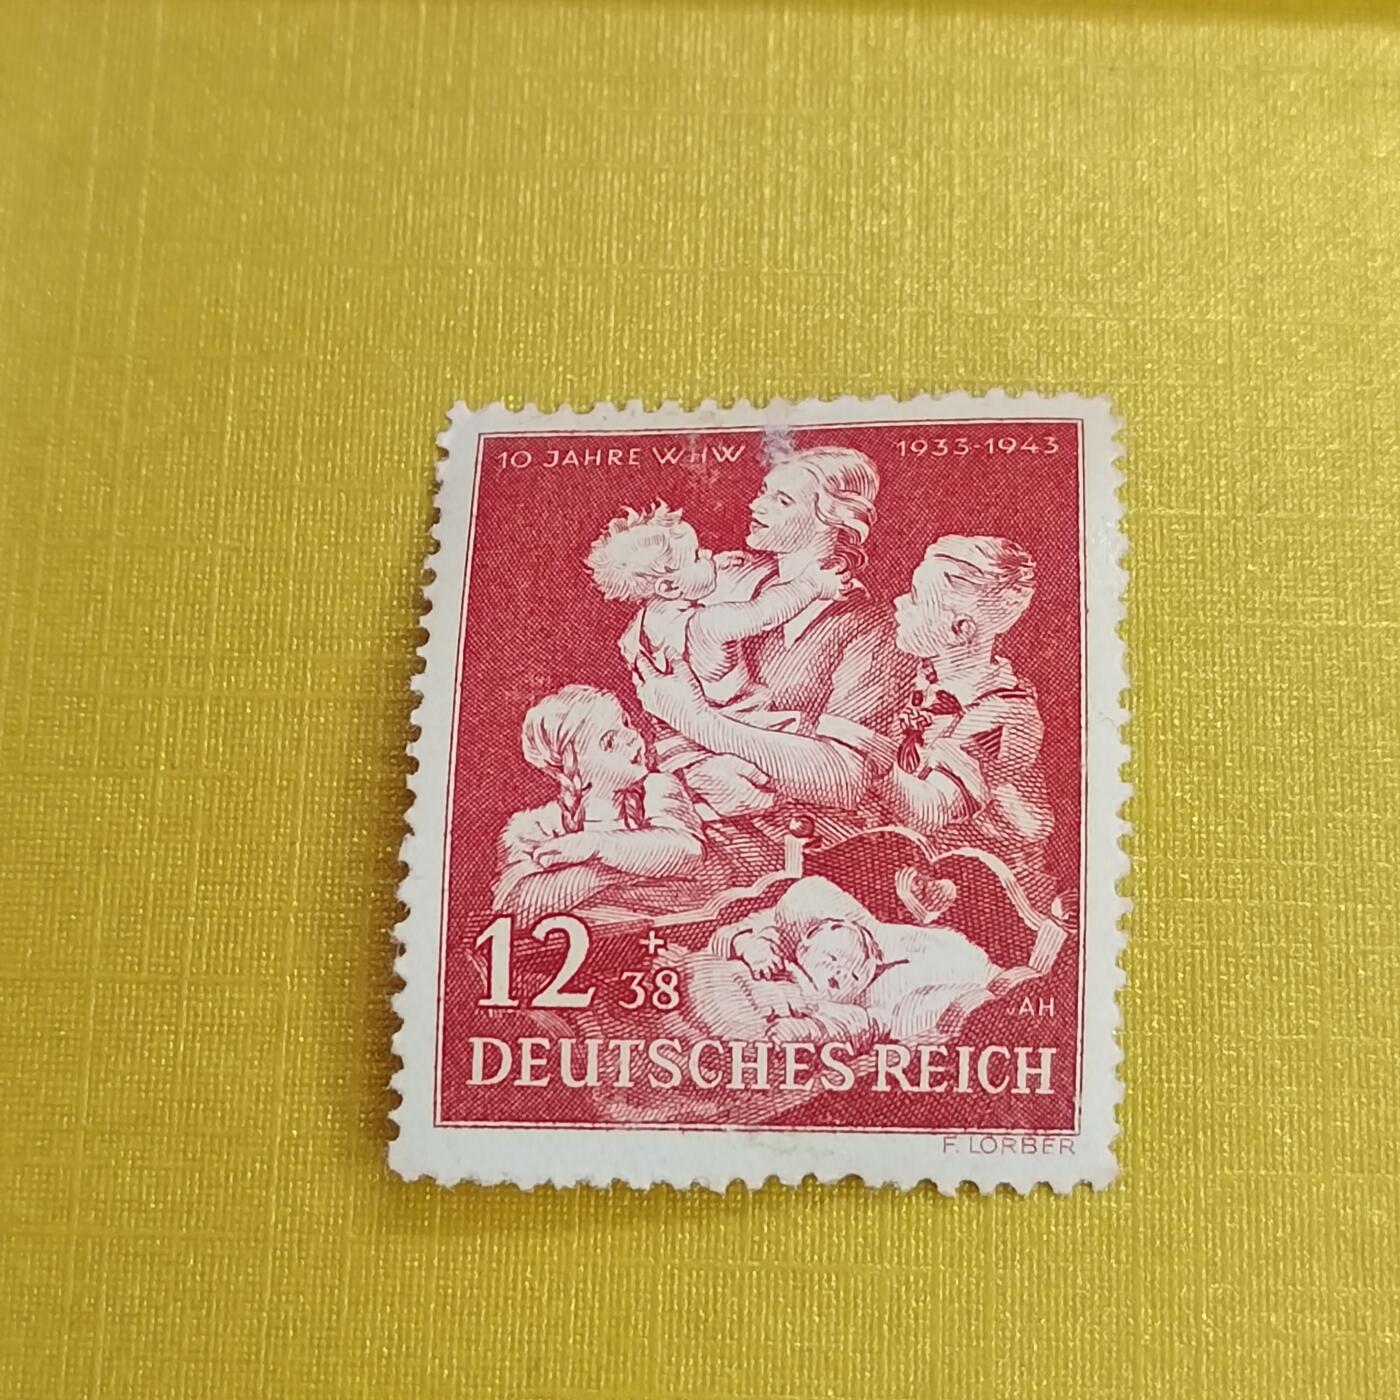 10 JAHRE WHW 1933-1943
12 + 38
AH
DEUTSCHES REICH
F. LORBER